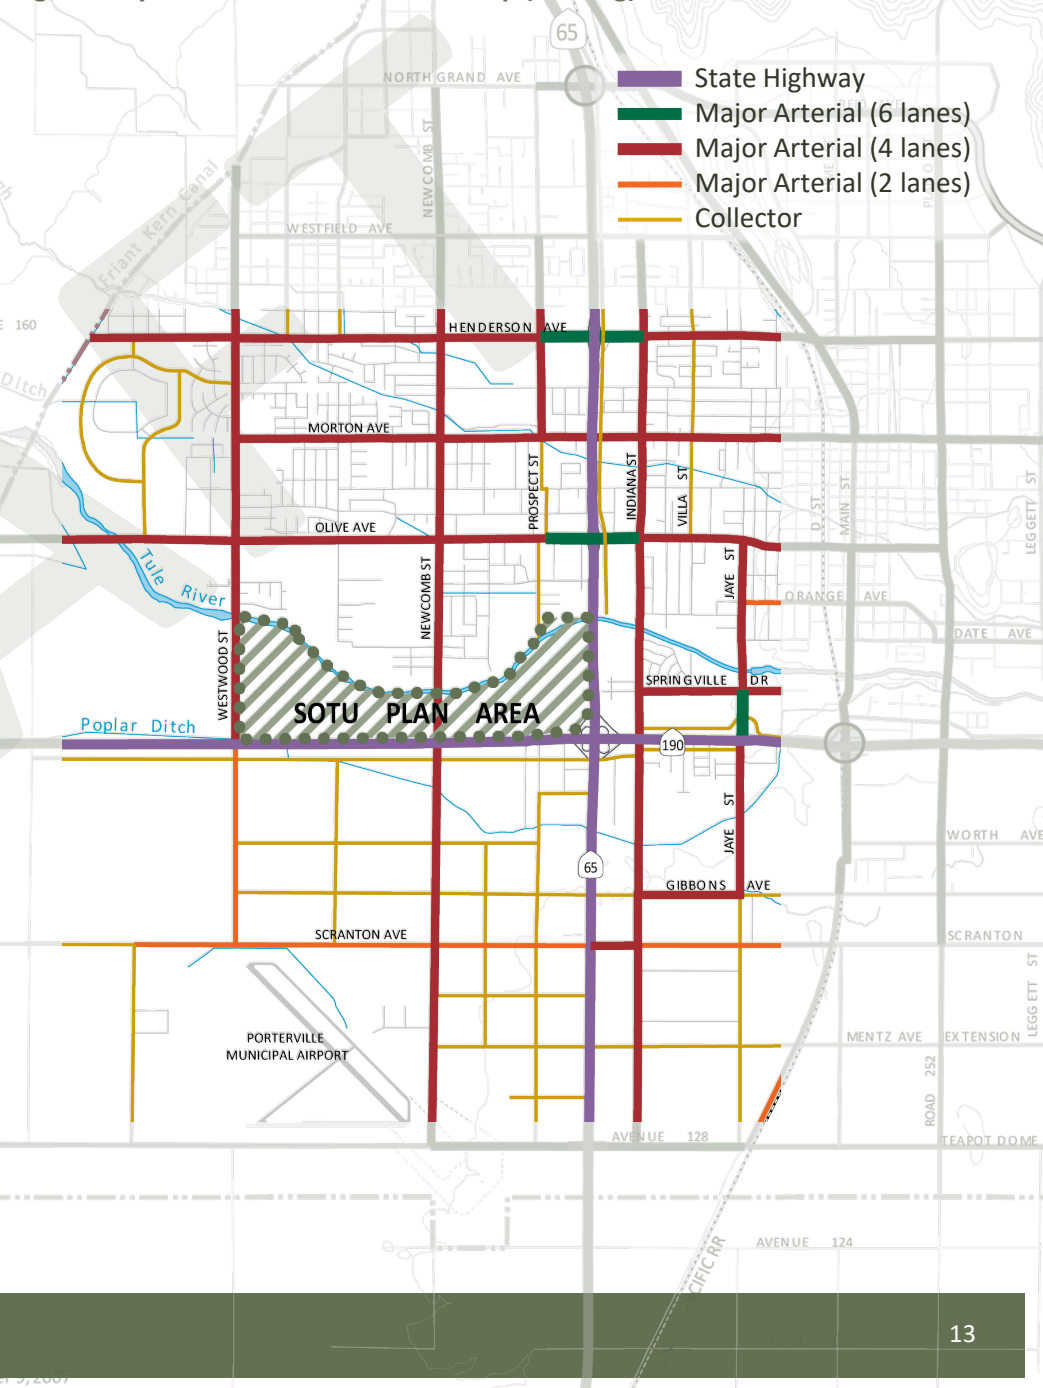 65
State Highway
Major Arterial (6 lanes)
Major Arterial (4 lanes)
Major Arterial (2 lanes)
Collector
NORTH GRAND AVE
NEWCOMB ST
Friant Kern Canal
WESTFIELD AVE
160
Ditch
HENDERSON AVE
MORTON AVE
PROSPECT ST
INDIANA ST
VILLA ST
D ST
MAIN ST
LEGGETT ST
OLIVE AVE
Tule River
NEWCOMB ST
JAYE ST
ORANGE AVE
DATE AVE
WESTWOOD ST
SPRINGVILLE DR
SOTU PLAN AREA
Poplar Ditch
190
JAYE ST
WORTH AVE
65
GIBBONS AVE
SCRANTON AVE
SCRANTON
LEGGETT ST
PORTERVILLE
MUNICIPAL AIRPORT
MENTZ AVE EXTENSION
ROAD 252
AVENUE 128
TEAPOT DOME
AVENUE 124
PACIFIC RR
13